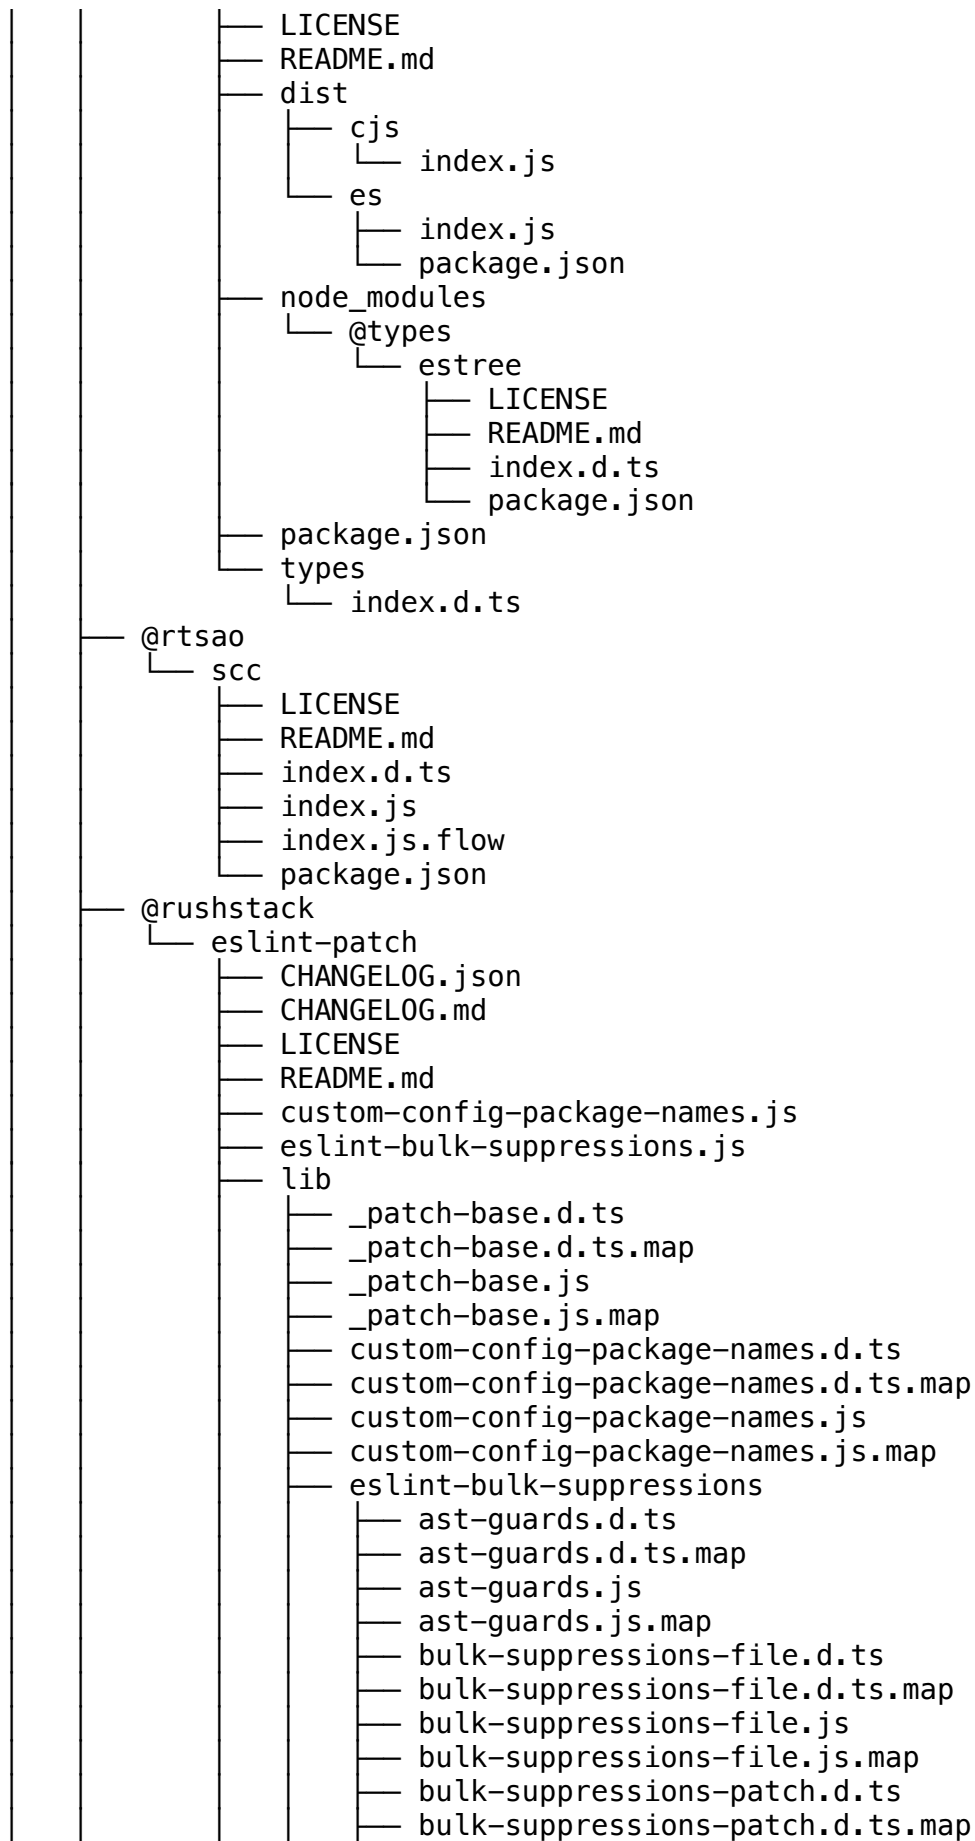 │   │       ├── LICENSE
│   │       ├── README.md
│   │       ├── dist
│   │       │   ├── cjs
│   │       │   │   └── index.js
│   │       │   └── es
│   │       │       ├── index.js
│   │       │       └── package.json
│   │       ├── node_modules
│   │       │   └── @types
│   │       │       └── estree
│   │       │           ├── LICENSE
│   │       │           ├── README.md
│   │       │           ├── index.d.ts
│   │       │           └── package.json
│   │       ├── package.json
│   │       └── types
│   │           └── index.d.ts
│   ├── @rtsao
│   │   └── scc
│   │       ├── LICENSE
│   │       ├── README.md
│   │       ├── index.d.ts
│   │       ├── index.js
│   │       ├── index.js.flow
│   │       └── package.json
│   ├── @rushstack
│   │   └── eslint-patch
│   │       ├── CHANGELOG.json
│   │       ├── CHANGELOG.md
│   │       ├── LICENSE
│   │       ├── README.md
│   │       ├── custom-config-package-names.js
│   │       ├── eslint-bulk-suppressions.js
│   │       ├── lib
│   │       │   ├── _patch-base.d.ts
│   │       │   ├── _patch-base.d.ts.map
│   │       │   ├── _patch-base.js
│   │       │   ├── _patch-base.js.map
│   │       │   ├── custom-config-package-names.d.ts
│   │       │   ├── custom-config-package-names.d.ts.map
│   │       │   ├── custom-config-package-names.js
│   │       │   ├── custom-config-package-names.js.map
│   │       │   ├── eslint-bulk-suppressions
│   │       │   │   ├── ast-guards.d.ts
│   │       │   │   ├── ast-guards.d.ts.map
│   │       │   │   ├── ast-guards.js
│   │       │   │   ├── ast-guards.js.map
│   │       │   │   ├── bulk-suppressions-file.d.ts
│   │       │   │   ├── bulk-suppressions-file.d.ts.map
│   │       │   │   ├── bulk-suppressions-file.js
│   │       │   │   ├── bulk-suppressions-file.js.map
│   │       │   │   ├── bulk-suppressions-patch.d.ts
│   │       │   │   ├── bulk-suppressions-patch.d.ts.map